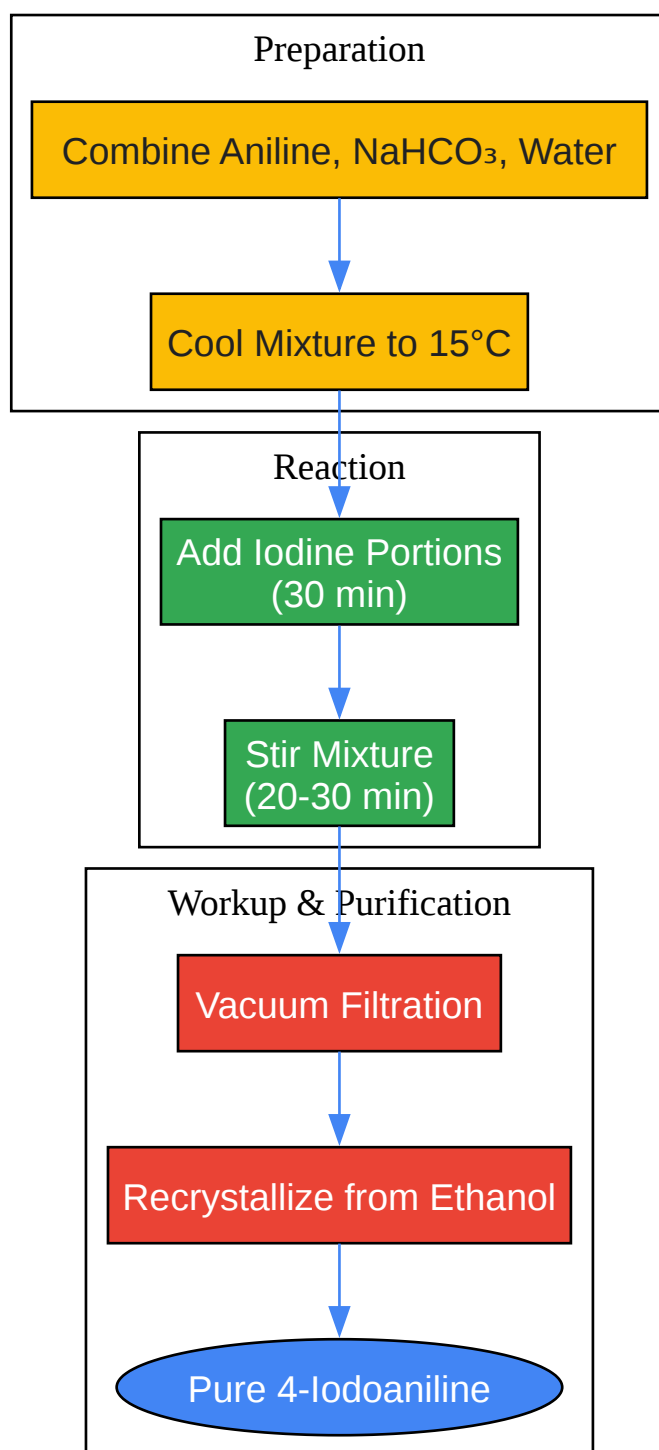 Preparation
Combine Aniline, NaHCO₃, Water
Cool Mixture to 15°C
Reaction
Add Iodine Portions
(30 min)
Stir Mixture
(20-30 min)
Workup & Purification
Vacuum Filtration
Recrystallize from Ethanol
Pure 4-Iodoaniline